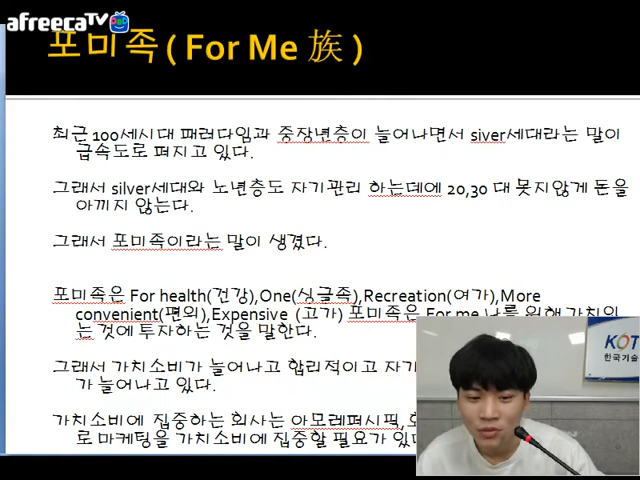 afreecaTV
포미족 ( For Me 族 )
최근 100세시대 패러다임과 중장년층이 늘어나면서 siver세대라는 말이
급속도로 퍼지고 있다.
그래서 silver세대와 노년층도 자기관리 하는데에 20,30 대 못지않게 돈을
아끼지 않는다.
그래서 포미족이라는 말이 생겼다.
포미족은 For health(건강),One(싱글족),Recreation(여가),More
convenient(편의),Expensive (고가) 포미족은 For me 나를 위해 가치있
는 것에 투자하는 것을 말한다.
그래서 가치소비가 늘어나고 합리적이고 자기
가 늘어나고 있다.
가치소비에 집중하는 회사는 아모레퍼시픽,
로 마케팅을 가치소비에 집중할 필요가 있다
KOT
한국기술